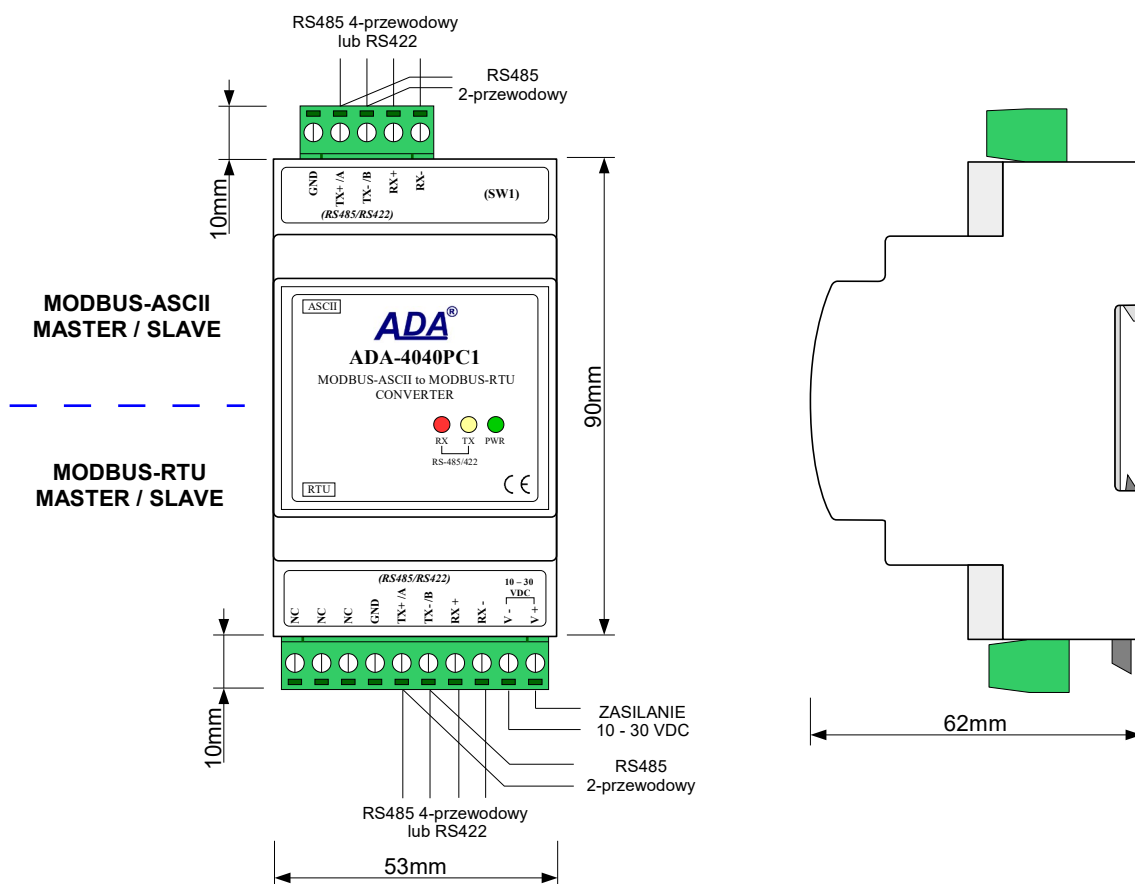 RS485 4-przewodowy
lub RS422
RS485
2-przewodowy
10mm
GND
TX+ /A
TX- /B
RX+
RX-
(SW1)
(RS485/RS422)
MODBUS-ASCII
MASTER / SLAVE
ASCII
ADA®
ADA-4040PC1
MODBUS-ASCII to MODBUS-RTU
CONVERTER
RX
TX
PWR
RS-485/422
90mm
MODBUS-RTU
MASTER / SLAVE
RTU
CE
(RS485/RS422)
10 – 30
VDC
NC
NC
NC
GND
TX+ /A
TX- /B
RX +
RX -
V -
V +
10mm
ZASILANIE
10 - 30 VDC
62mm
RS485
2-przewodowy
RS485 4-przewodowy
lub RS422
53mm